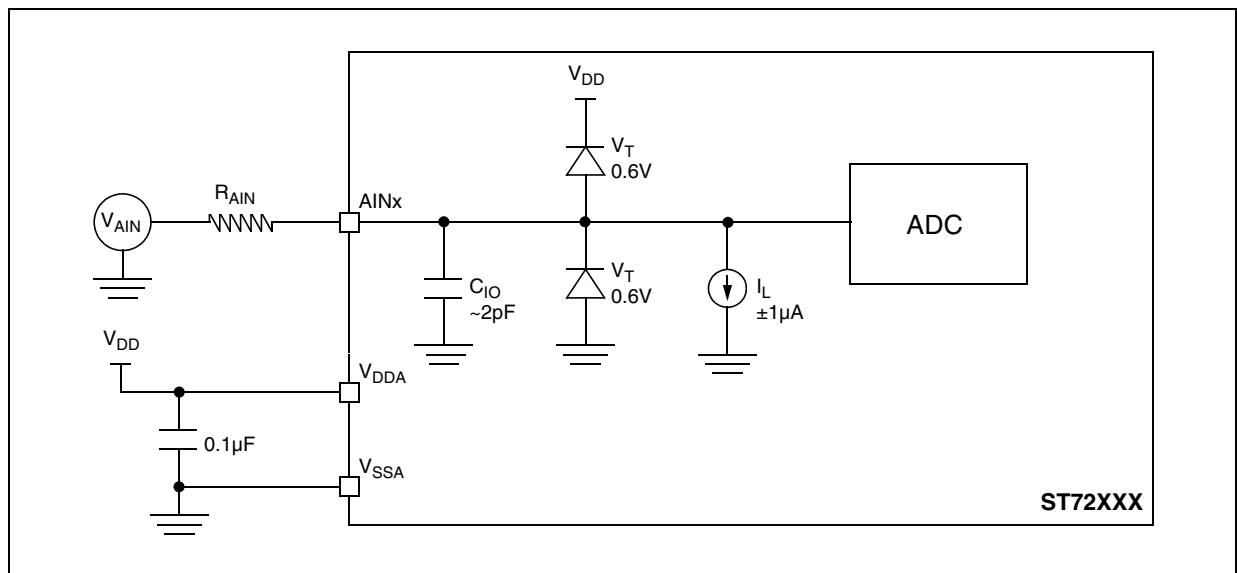 V_DD
V_T
0.6V
R_AIN
AINx
V_AIN
ADC
C_IO
~2pF
V_T
0.6V
I_L
±1µA
V_DD
V_DDA
0.1µF
V_SSA
ST72XXX